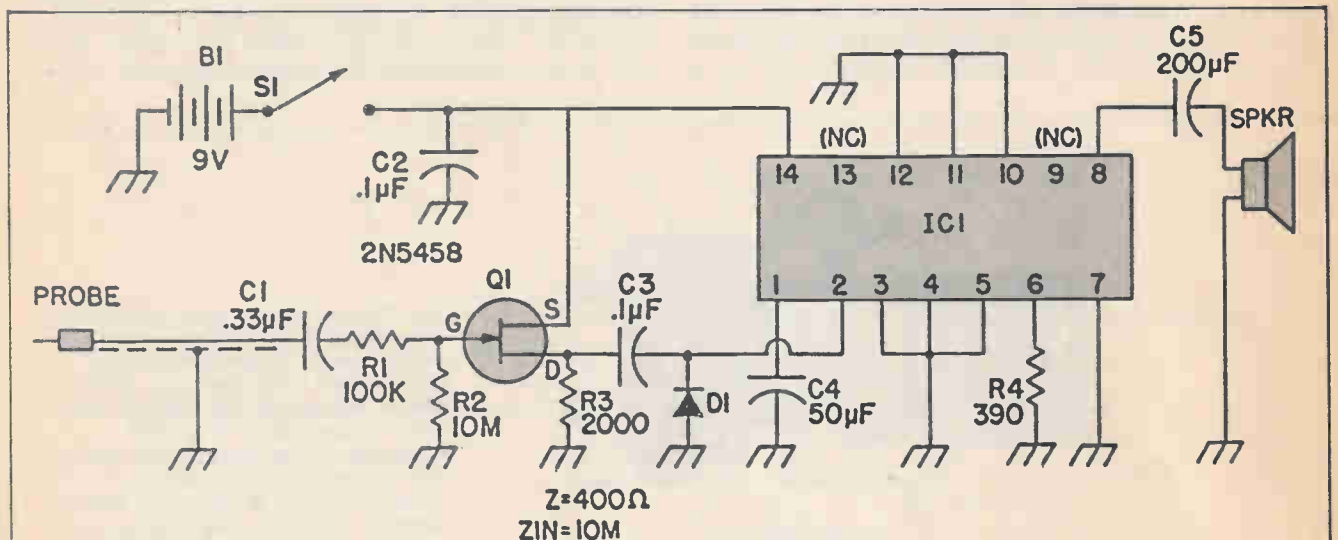 B1
S1
9V
C2
.1µF
2N5458
PROBE
C1
.33µF
R1
100K
G
Q1
S
D
R2
10M
R3
2000
C3
.1µF
D1
Z=400Ω
ZIN=10M
(NC)
(NC)
14 13 12 11 10 9 8
IC1
1 2 3 4 5 6 7
C4
50µF
R4
390
C5
200µF
SPKR